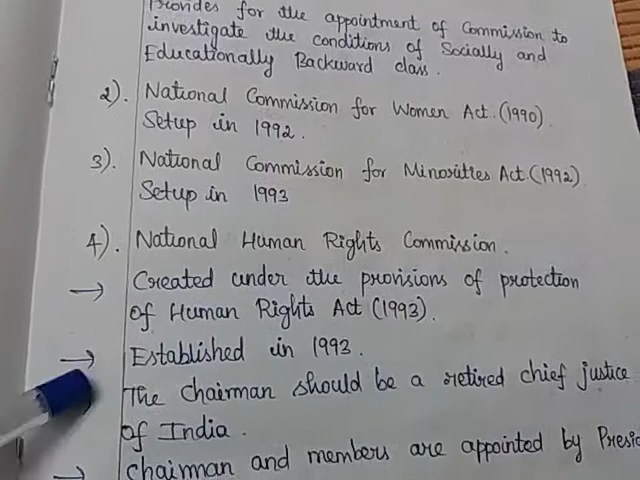 Provides for the appointment of Commission to
investigate the conditions of Socially and
Educationally Backward class.
2). National Commission for Women Act. (1990).
Setup in 1992.
3). National Commission for Minorities Act (1992).
Setup in 1993
4). National Human Rights Commission.
→ Created under the provisions of protection
of Human Rights Act (1993).
→ Established in 1993.
The Chairman should be a retired chief justice
of India.
→ Chairman and members are appointed by